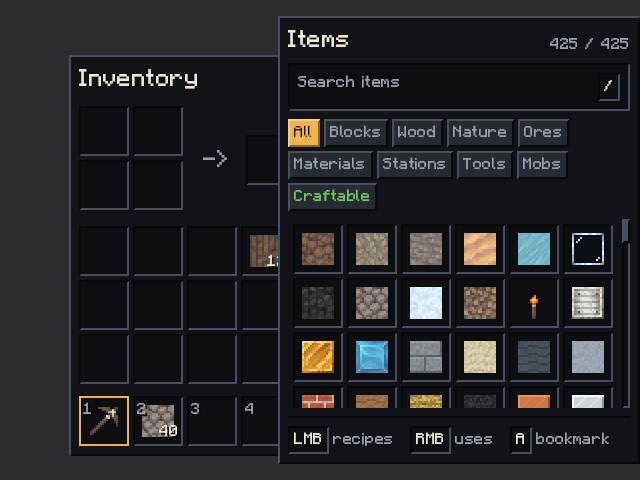 Items
425 / 425
Search items
/
All Blocks Wood Nature Ores
Materials Stations Tools Mobs
Craftable
LMB recipes RMB uses A bookmark
Inventory
->
1 2 3 4
40